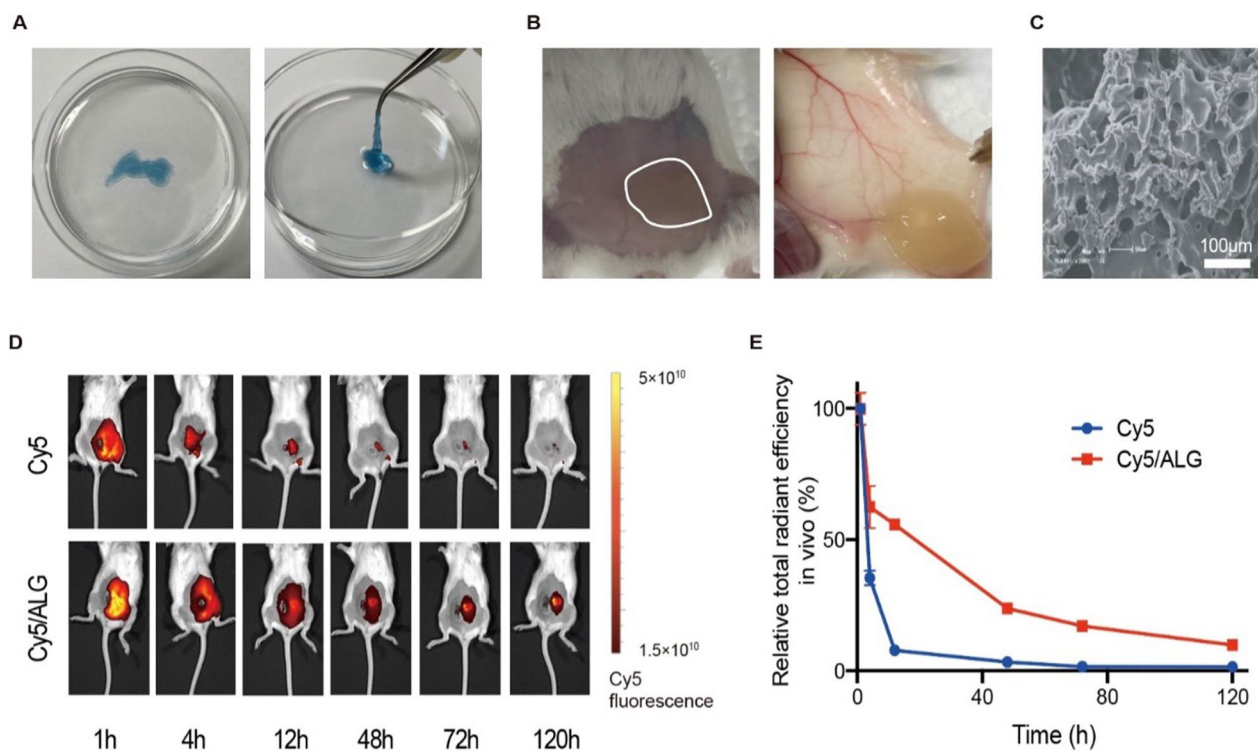 A
B
C
100μm
D
Cy5
Cy5/ALG
1h 4h 12h 48h 72h 120h
5×10¹⁰
1.5×10¹⁰
Cy5
fluorescence
E
Relative total radiant efficiency
in vivo (%)
100
50
0
0 40 80 120
Time (h)
Cy5
Cy5/ALG